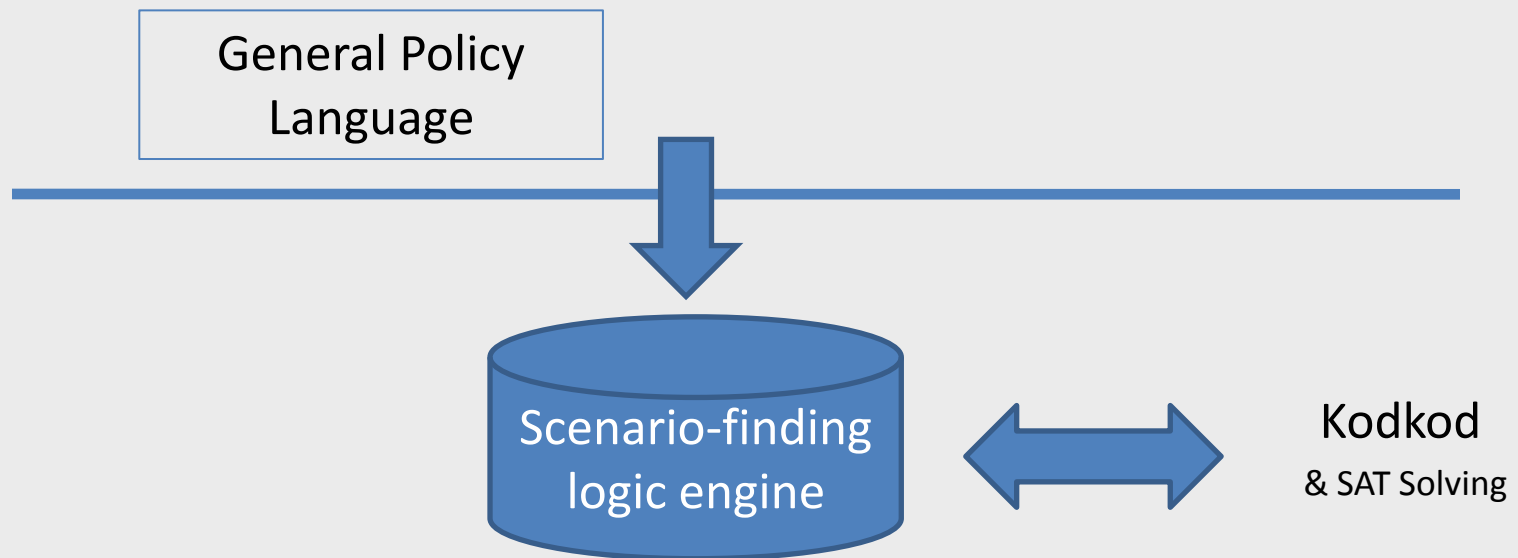 General Policy
Language
Scenario-finding
logic engine
Kodkod
& SAT Solving